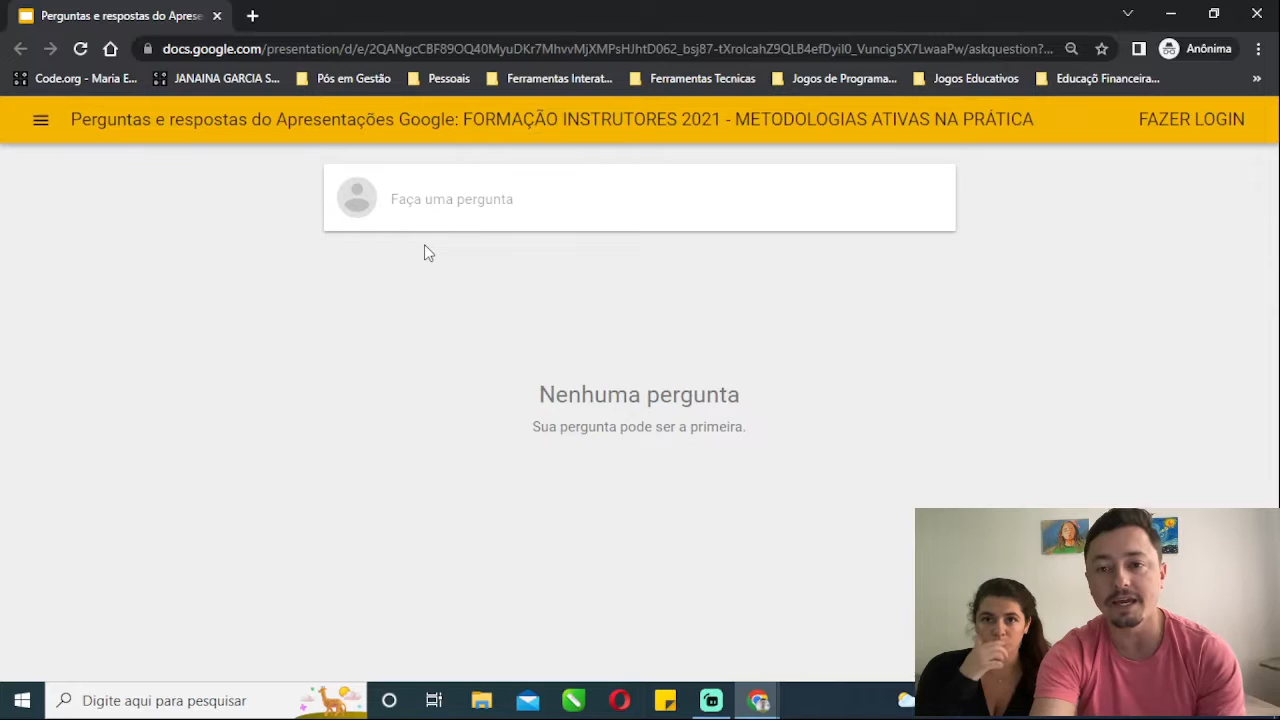 Perguntas e respostas do Aprese
docs.google.com/presentation/d/e/2QANgcCBF89OQ40MyuDKr7MhvvMjXMPsHJhtD062_bsj87-tXrolcahZ9QLB4efDyiI0_Vuncig5X7LwaaPw/askquestion?...
Anônima
Code.org - Maria E...
JANAINA GARCIA S...
Pós em Gestão
Pessoais
Ferramentas Interat...
Ferramentas Tecnicas
Jogos de Programa...
Jogos Educativos
Educaçõ Financeira...
Perguntas e respostas do Apresentações Google: FORMAÇÃO INSTRUTORES 2021 - METODOLOGIAS ATIVAS NA PRÁTICA
FAZER LOGIN
Faça uma pergunta
Nenhuma pergunta
Sua pergunta pode ser a primeira.
Digite aqui para pesquisar